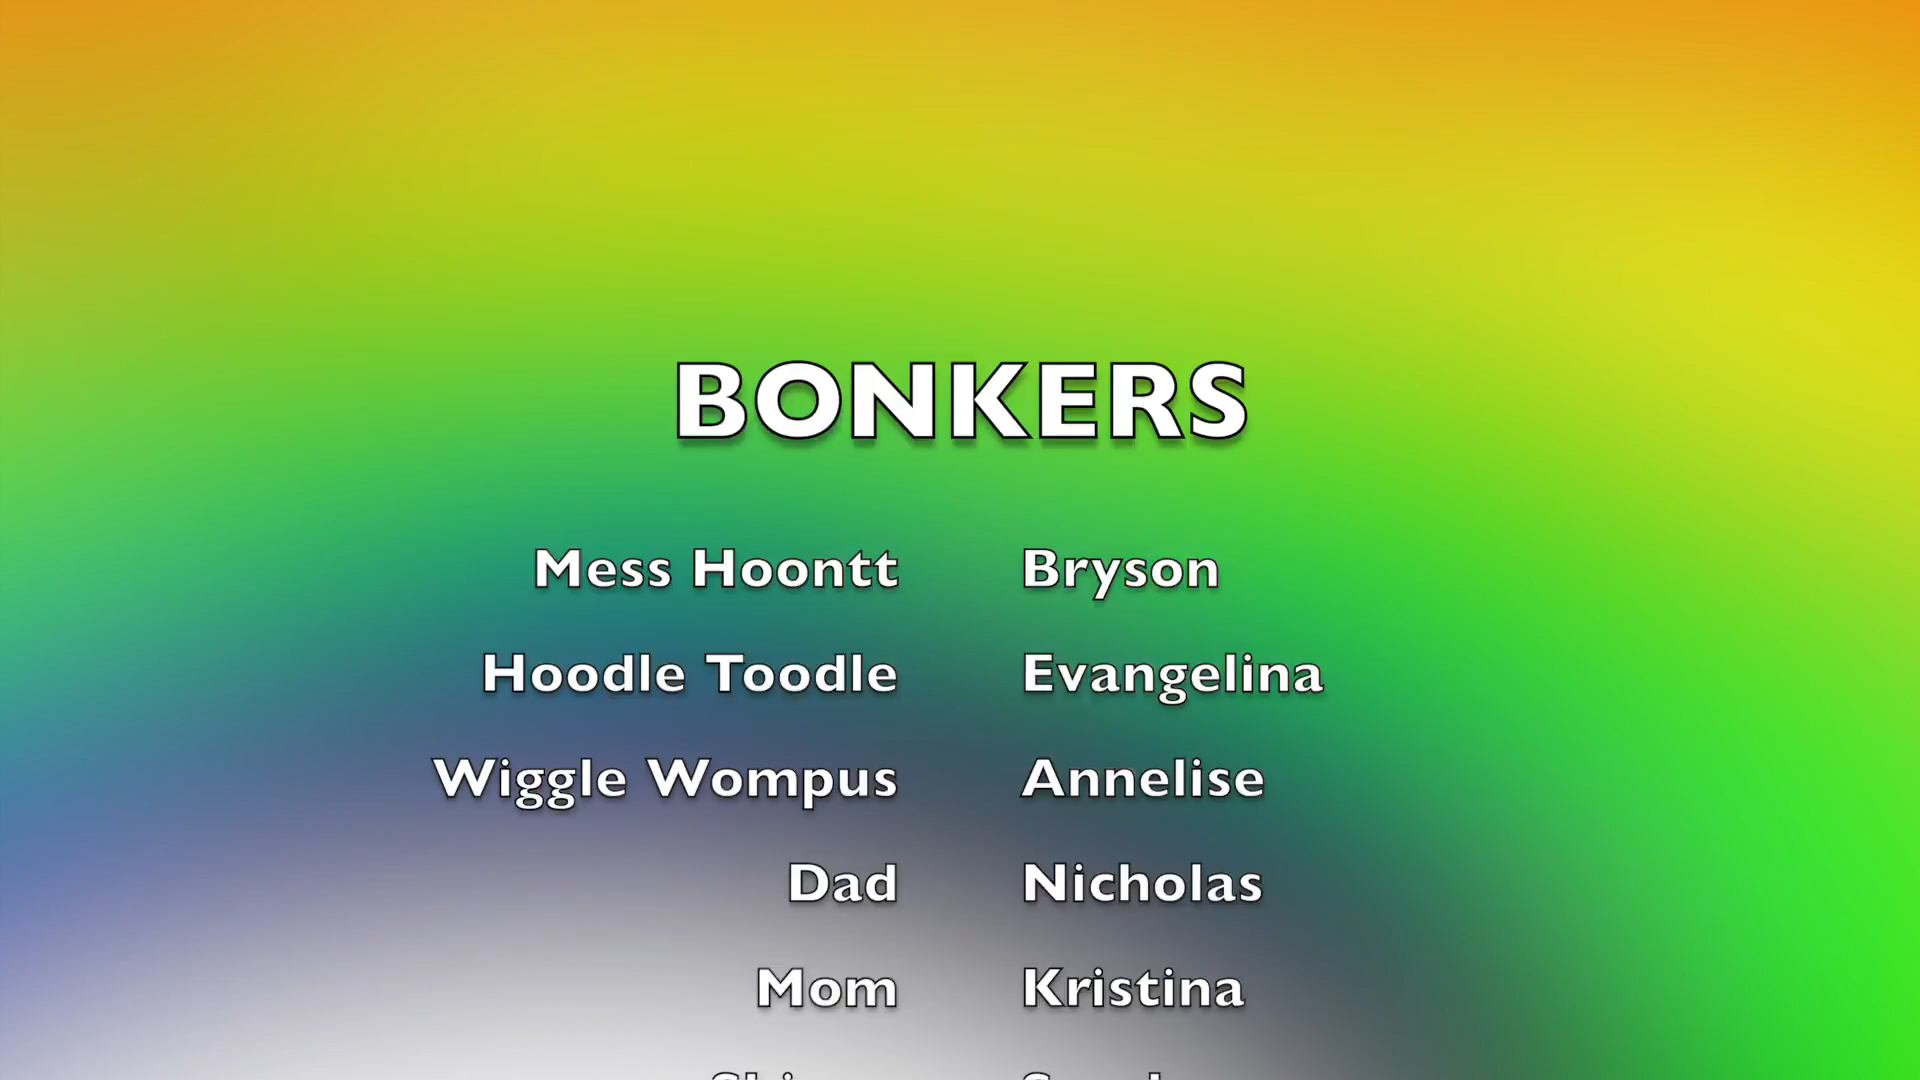 BONKERS
Mess Hoontt Bryson
Hoodle Toodle Evangelina
Wiggle Wompus Annelise
Dad Nicholas
Mom Kristina